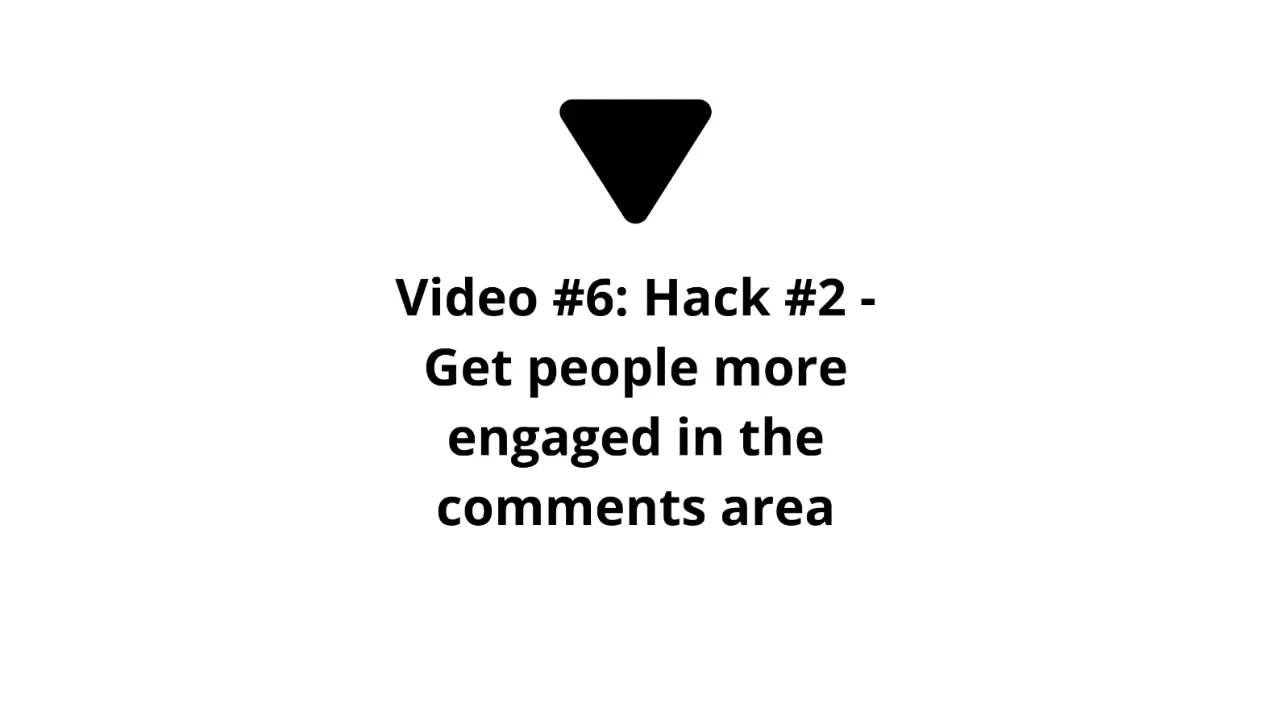 Video #6: Hack #2 -
Get people more
engaged in the
comments area